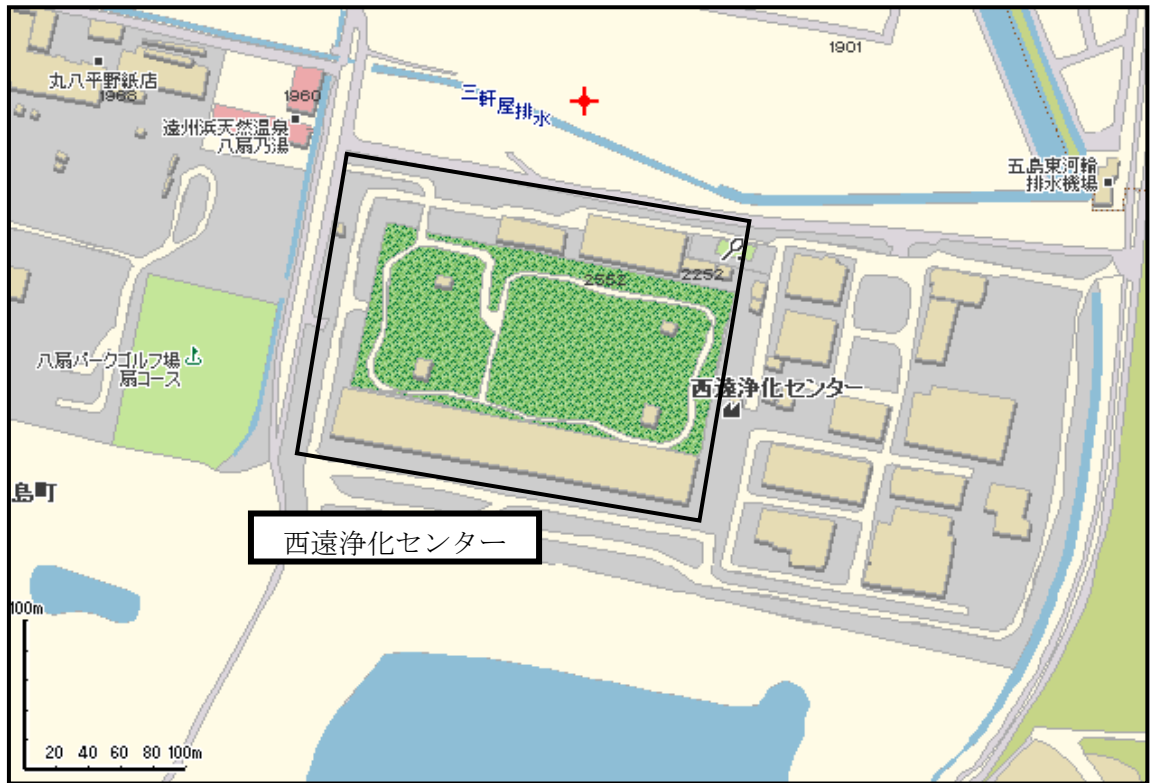 1901
丸八平野紙店
1968
1960
三軒屋排水
遠州浜天然温泉
八扇乃湯
五島東河輪
排水機場
2552
2252
八扇パークゴルフ場
扇コース
西遠浄化センター
島町
西遠浄化センター
100m
20 40 60 80 100m